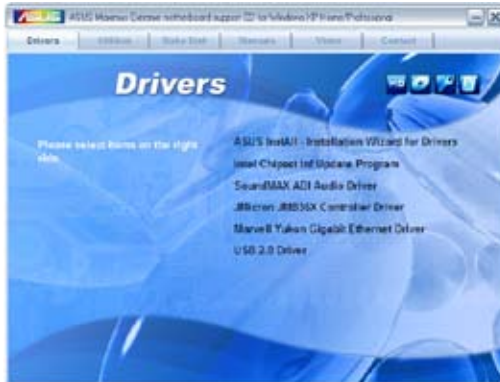 ASUS
ASUS Maximus Extreme motherboard support CD for Windows XP Home/Professional
Drivers
Utilities
Make Disk
Manuals
Video
Contact
Drivers
Please select items on the right side.
ASUS InstAll - Installation Wizard for Drivers
Intel Chipset Inf Update Program
SoundMAX ADI Audio Driver
JMicron JMB36X Controller Driver
Marvell Yukon Gigabit Ethernet Driver
USB 2.0 Driver